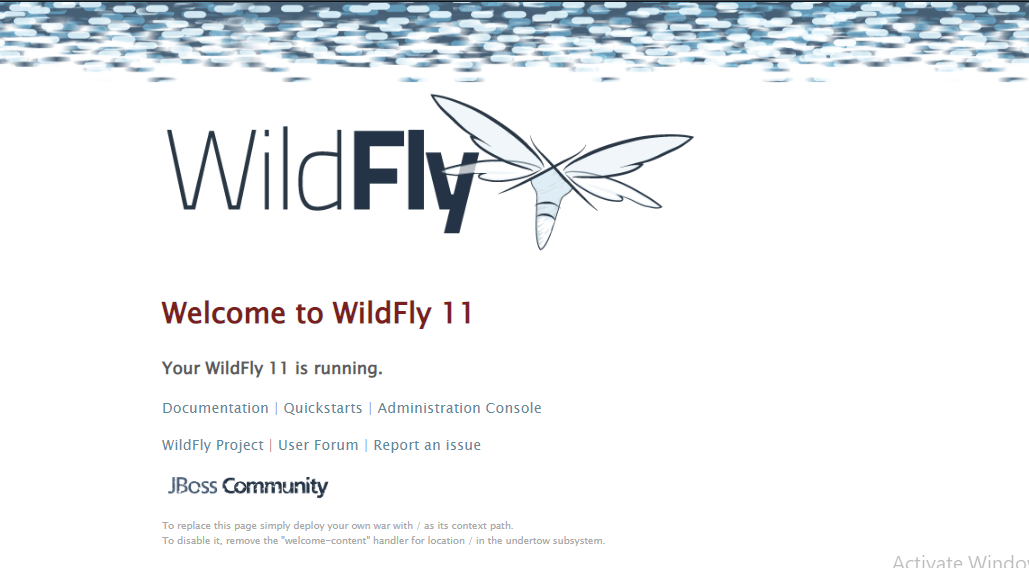 WildFly
Welcome to WildFly 11
Your WildFly 11 is running.
Documentation | Quickstarts | Administration Console
WildFly Project | User Forum | Report an issue
JBoss Community
To replace this page simply deploy your own war with / as its context path.
To disable it, remove the "welcome-content" handler for location / in the undertow subsystem.
Activate